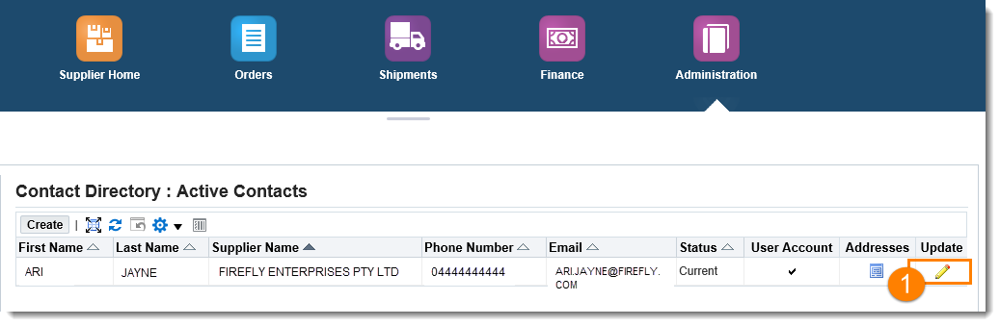 Supplier Home Orders Shipments Finance Administration
Contact Directory : Active Contacts
Create |
First Name Last Name Supplier Name Phone Number Email Status User Account Addresses Update
ARI JAYNE FIREFLY ENTERPRISES PTY LTD 04444444444 ARI.JAYNE@FIREFLY. Current
COM
1